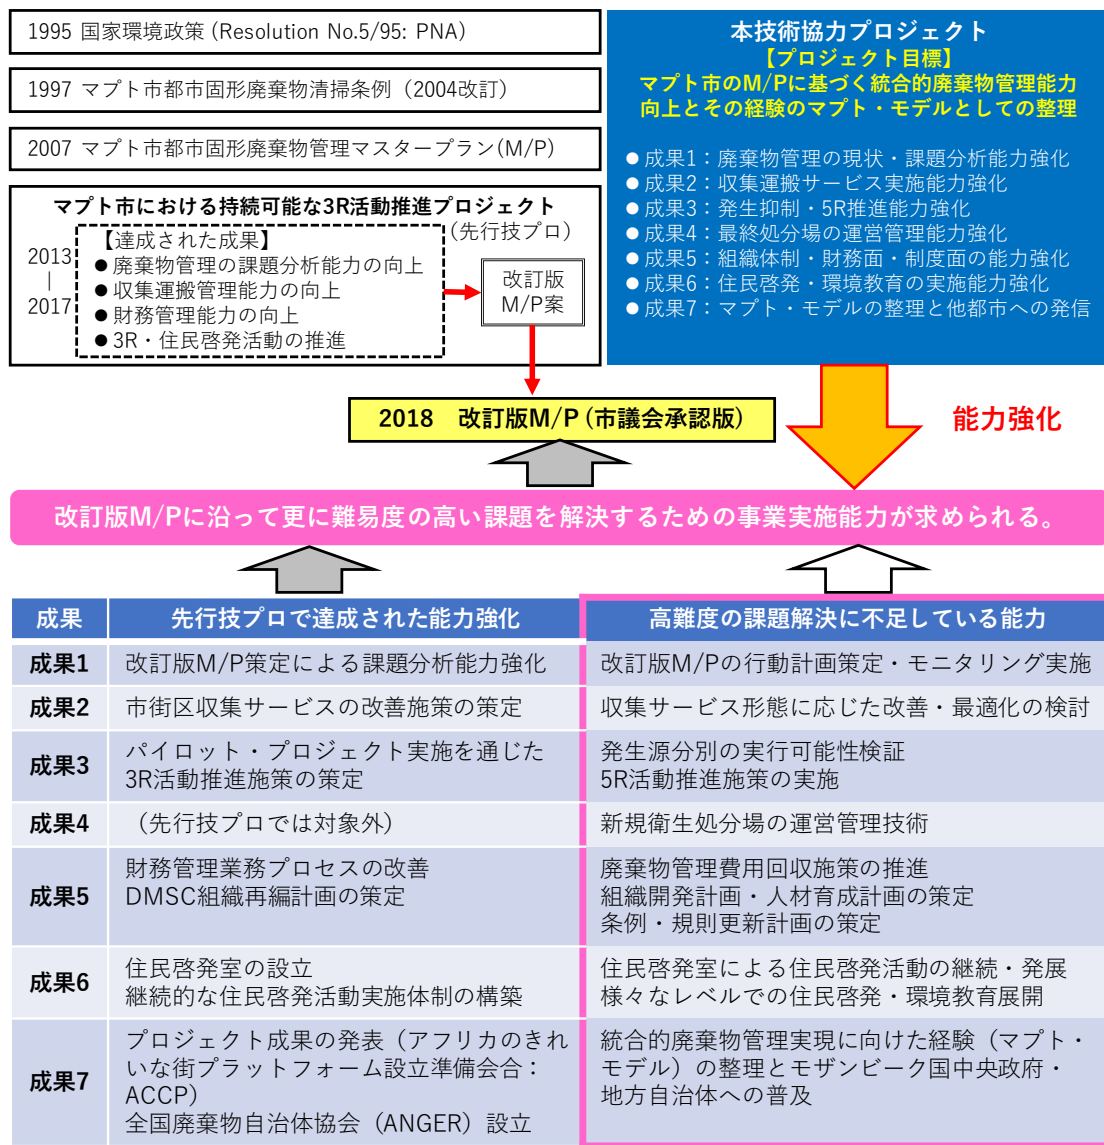 1995 国家環境政策 (Resolution No.5/95: PNA)
1997 マプト市都市固形廃棄物清掃条例（2004改訂）
2007 マプト市都市固形廃棄物管理マスタープラン(M/P)
マプト市における持続可能な3R活動推進プロジェクト
(先行技プロ)
2013
|
2017
【達成された成果】
● 廃棄物管理の課題分析能力の向上
● 収集運搬管理能力の向上
● 財務管理能力の向上
● 3R・住民啓発活動の推進
改訂版
M/P案
本技術協力プロジェクト
【プロジェクト目標】
マプト市のM/Pに基づく統合的廃棄物管理能力
向上とその経験のマプト・モデルとしての整理
● 成果1：廃棄物管理の現状・課題分析能力強化
● 成果2：収集運搬サービス実施能力強化
● 成果3：発生抑制・5R推進能力強化
● 成果4：最終処分場の運営管理能力強化
● 成果5：組織体制・財務面・制度面の能力強化
● 成果6：住民啓発・環境教育の実施能力強化
● 成果7：マプト・モデルの整理と他都市への発信
2018 改訂版M/P (市議会承認版)
能力強化
改訂版M/Pに沿って更に難易度の高い課題を解決するための事業実施能力が求められる。
成果 先行技プロで達成された能力強化 高難度の課題解決に不足している能力
成果1 改訂版M/P策定による課題分析能力強化 改訂版M/Pの行動計画策定・モニタリング実施
成果2 市街区収集サービスの改善施策の策定 収集サービス形態に応じた改善・最適化の検討
成果3
パイロット・プロジェクト実施を通じた
3R活動推進施策の策定
発生源分別の実行可能性検証
5R活動推進施策の実施
成果4 （先行技プロでは対象外） 新規衛生処分場の運営管理技術
成果5
財務管理業務プロセスの改善
DMSC組織再編計画の策定
廃棄物管理費用回収施策の推進
組織開発計画・人材育成計画の策定
条例・規則更新計画の策定
成果6
住民啓発室の設立
継続的な住民啓発活動実施体制の構築
住民啓発室による住民啓発活動の継続・発展
様々なレベルでの住民啓発・環境教育展開
成果7
プロジェクト成果の発表（アフリカのきれ
いな街プラットフォーム設立準備会合：
ACCP)
全国廃棄物自治体協会（ANGER）設立
統合的廃棄物管理実現に向けた経験（マプト・
モデル）の整理とモザンビーク国中央政府・
地方自治体への普及